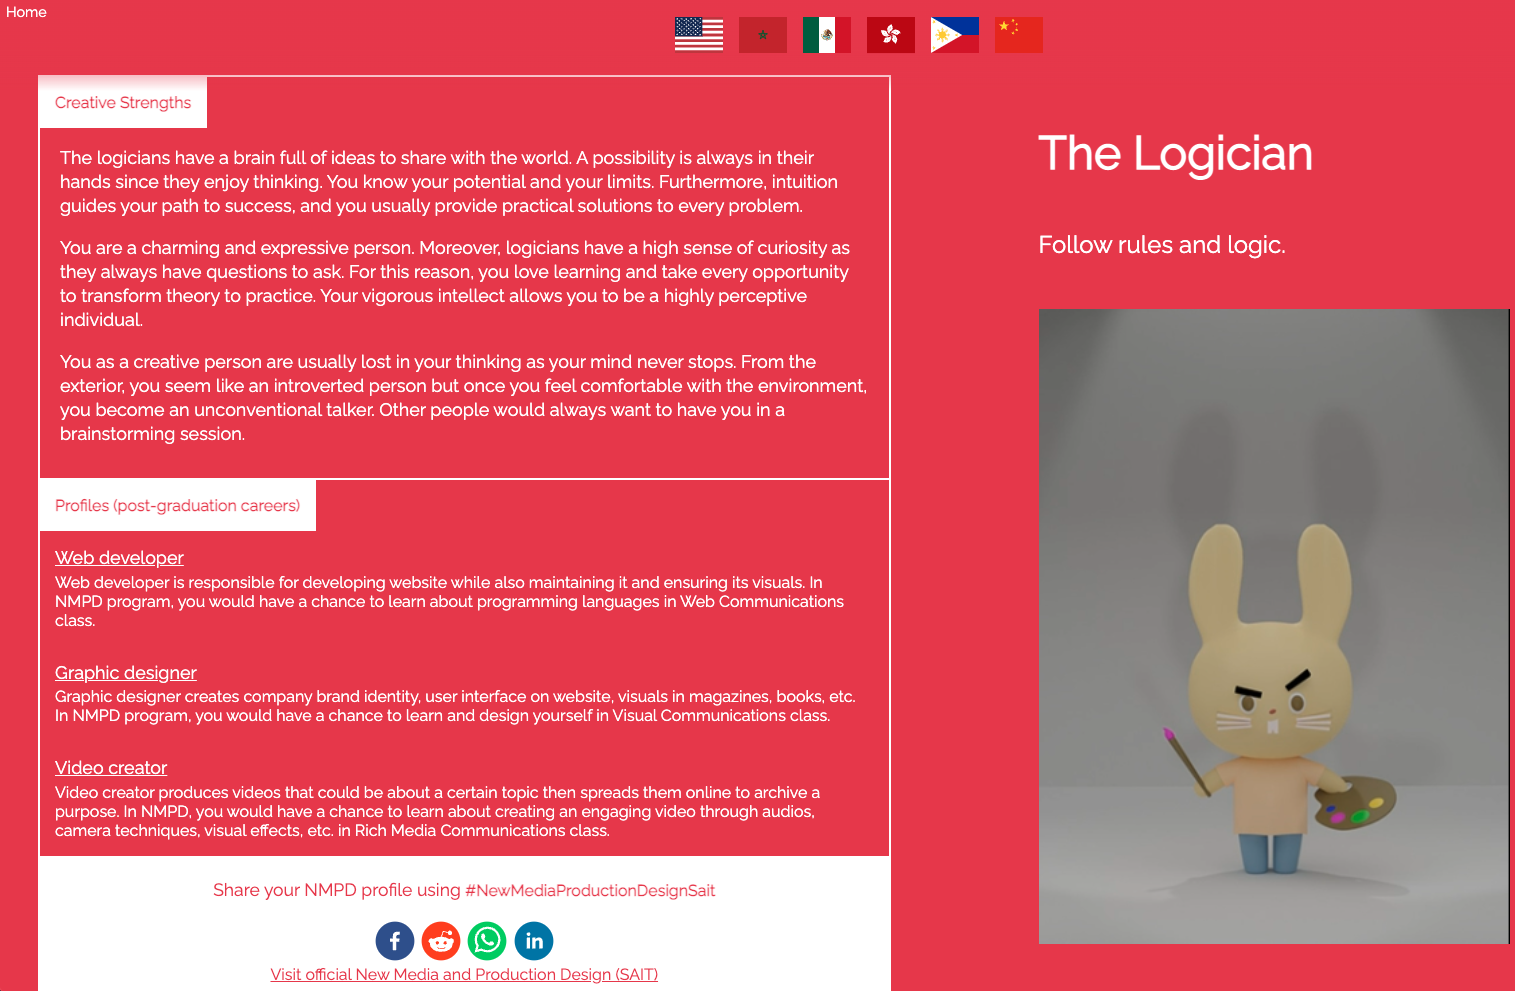 Home
Creative Strengths
The logicians have a brain full of ideas to share with the world. A possibility is always in their
hands since they enjoy thinking. You know your potential and your limits. Furthermore, intuition
guides your path to success, and you usually provide practical solutions to every problem.
You are a charming and expressive person. Moreover, logicians have a high sense of curiosity as
they always have questions to ask. For this reason, you love learning and take every opportunity
to transform theory to practice. Your vigorous intellect allows you to be a highly perceptive
individual.
You as a creative person are usually lost in your thinking as your mind never stops. From the
exterior, you seem like an introverted person but once you feel comfortable with the environment,
you become an unconventional talker. Other people would always want to have you in a
brainstorming session.
Profiles (post-graduation careers)
Web developer
Web developer is responsible for developing website while also maintaining it and ensuring its visuals. In
NMPD program, you would have a chance to learn about programming languages in Web Communications
class.
Graphic designer
Graphic designer creates company brand identity, user interface on website, visuals in magazines, books, etc.
In NMPD program, you would have a chance to learn and design yourself in Visual Communications class.
Video creator
Video creator produces videos that could be about a certain topic then spreads them online to archive a
purpose. In NMPD, you would have a chance to learn about creating an engaging video through audios,
camera techniques, visual effects, etc. in Rich Media Communications class.
Share your NMPD profile using #NewMediaProductionDesignSait
f
in
Visit official New Media and Production Design (SAIT)
The Logician
Follow rules and logic.